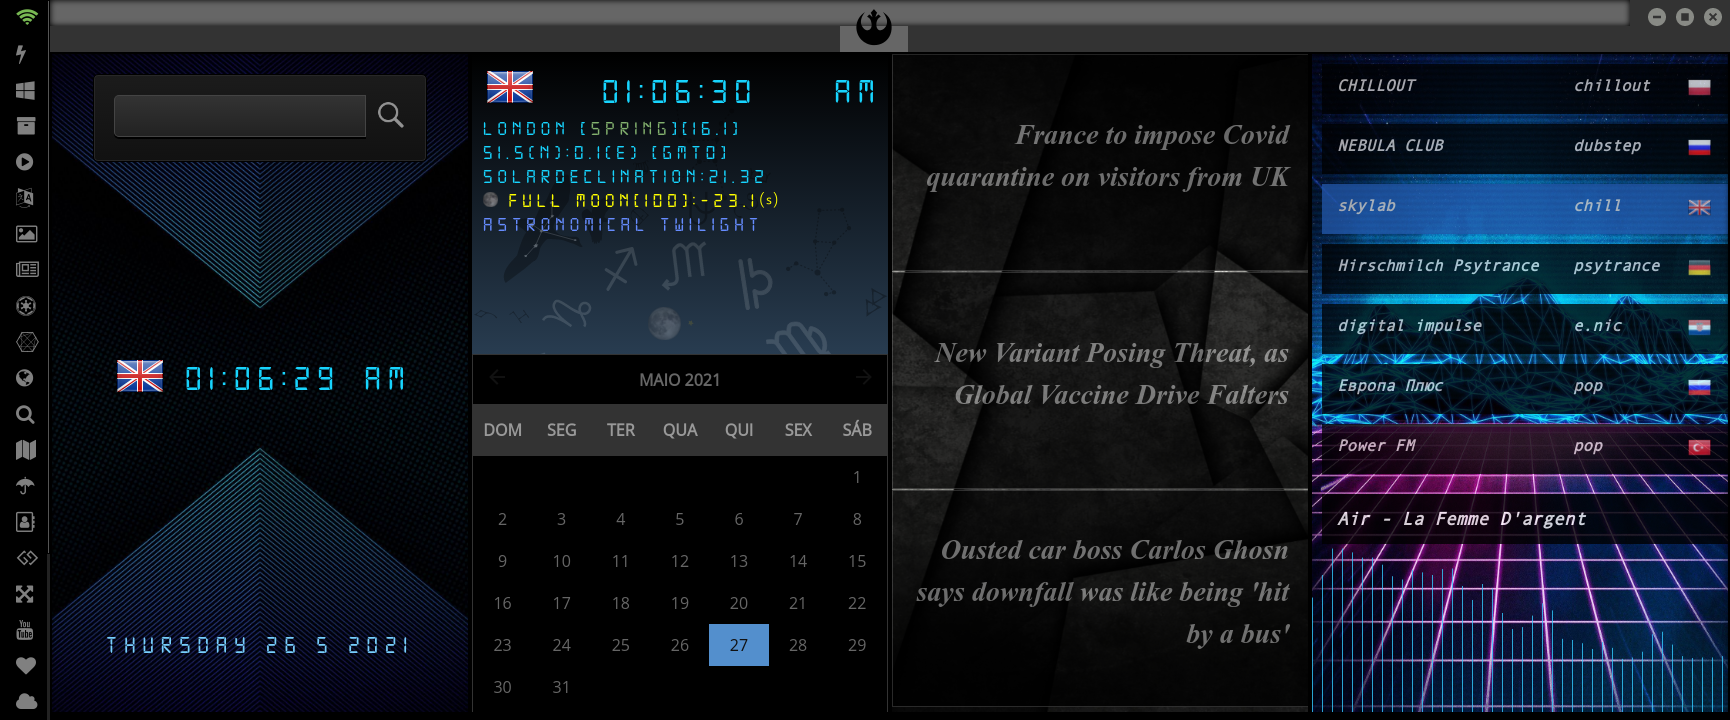 01:06:29 AM
THURSDAY 26 5 2021
01:06:30 AM
LONDON [SPRING][16.1]
51.5(N):0.1(E) [GMT0]
SOLARDECLINATION:21.32
FULL MOON[100]:-23.1(s)
ASTRONOMICAL TWILIGHT
MAIO 2021
DOM SEG TER QUA QUI SEX SÁB
1
2 3 4 5 6 7 8
9 10 11 12 13 14 15
16 17 18 19 20 21 22
23 24 25 26 27 28 29
30 31
France to impose Covid
quarantine on visitors from UK
New Variant Posing Threat, as
Global Vaccine Drive Falters
Ousted car boss Carlos Ghosn
says downfall was like being 'hit
by a bus'
CHILLOUT chillout
NEBULA CLUB dubstep
skylab chill
Hirschmilch Psytrance psytrance
digital impulse e.nic
Европа Плюс pop
Power FM pop
Air - La Femme D'argent
You
Tube